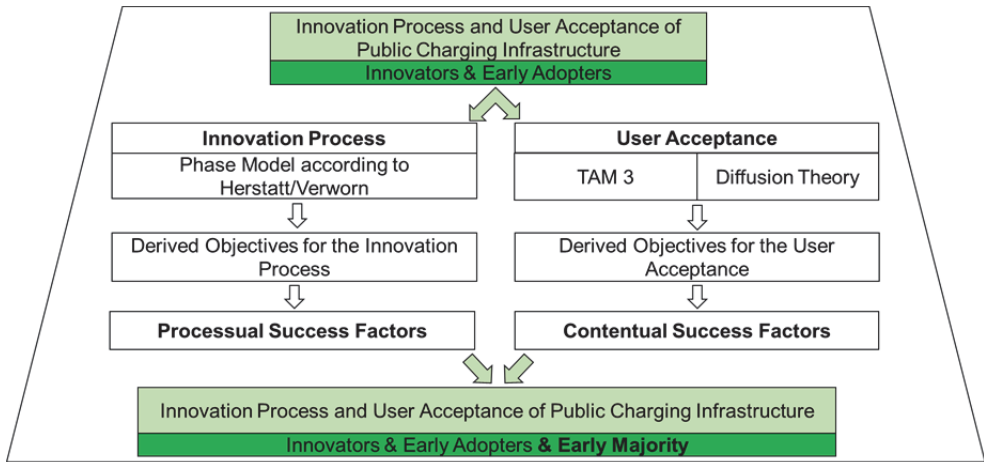 Innovation Process and User Acceptance of
Public Charging Infrastructure
Innovators & Early Adopters
Innovation Process
Phase Model according to
Herstatt/Verworn
User Acceptance
TAM 3
Diffusion Theory
Derived Objectives for the Innovation
Process
Derived Objectives for the User
Acceptance
Processual Success Factors
Contentual Success Factors
Innovation Process and User Acceptance of Public Charging Infrastructure
Innovators & Early Adopters & Early Majority